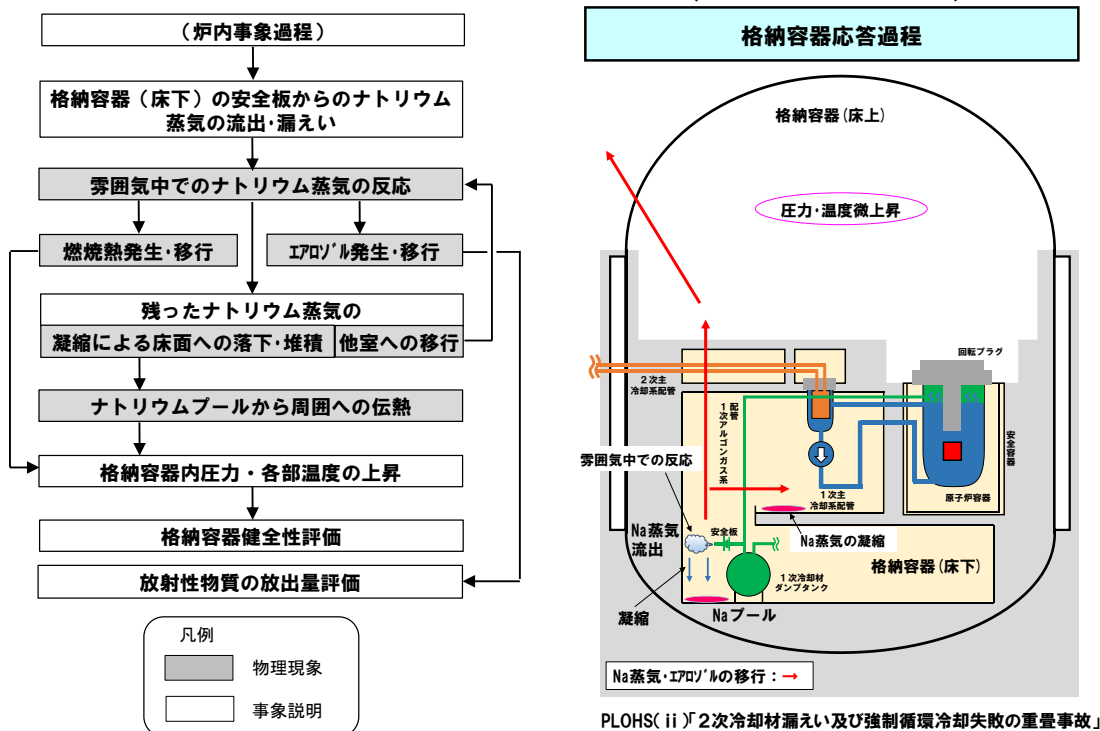 (炉内事象過程)
格納容器(床下)の安全板からのナトリウム
蒸気の流出・漏えい
雰囲気中でのナトリウム蒸気の反応
燃焼熱発生・移行
エアロゾル発生・移行
残ったナトリウム蒸気の
凝縮による床面への落下・堆積
他室への移行
ナトリウムプールから周囲への伝熱
格納容器内圧力・各部温度の上昇
格納容器健全性評価
放射性物質の放出量評価
凡例
物理現象
事象説明
格納容器応答過程
格納容器(床上)
圧力・温度微上昇
回転プラグ
2次主
冷却系配管
1次アルゴンガス系
配管
安全容器
雰囲気中での反応
原子炉容器
1次主
冷却系配管
Na蒸気
流出
安全板
Na蒸気の凝縮
格納容器(床下)
1次冷却材
ダンプタンク
凝縮
Naプール
Na蒸気・エアロゾルの移行:→
PLOHS(ⅱ)「2次冷却材漏えい及び強制循環冷却失敗の重畳事故」